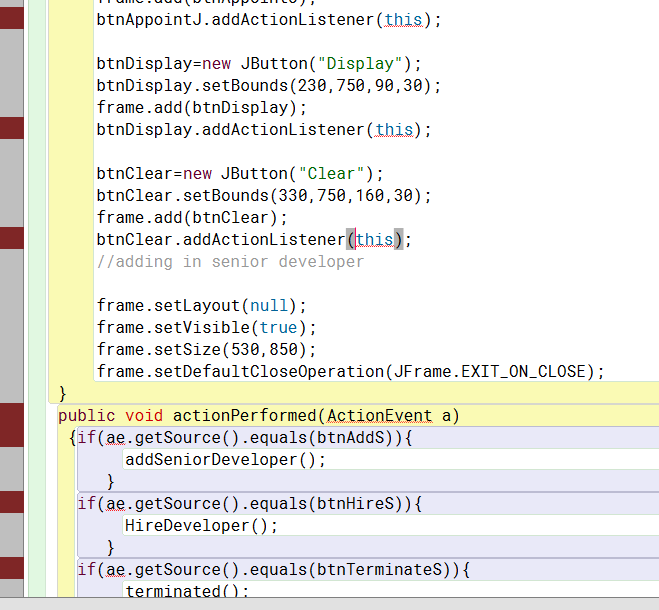 frame.add(btnAppointJ);
btnAppointJ.addActionListener(this);
btnDisplay=new JButton("Display");
btnDisplay.setBounds(230,750,90,30);
frame.add(btnDisplay);
btnDisplay.addActionListener(this);
btnClear=new JButton("Clear");
btnClear.setBounds(330,750,160,30);
frame.add(btnClear);
btnClear.addActionListener(this);
//adding in senior developer
frame.setLayout(null);
frame.setVisible(true);
frame.setSize(530,850);
frame.setDefaultCloseOperation(JFrame.EXIT_ON_CLOSE);
}
public void actionPerformed(ActionEvent a)
{if(ae.getSource().equals(btnAddS)){
addSeniorDeveloper();
}
if(ae.getSource().equals(btnHireS)){
HireDeveloper();
}
if(ae.getSource().equals(btnTerminateS)){
terminated();